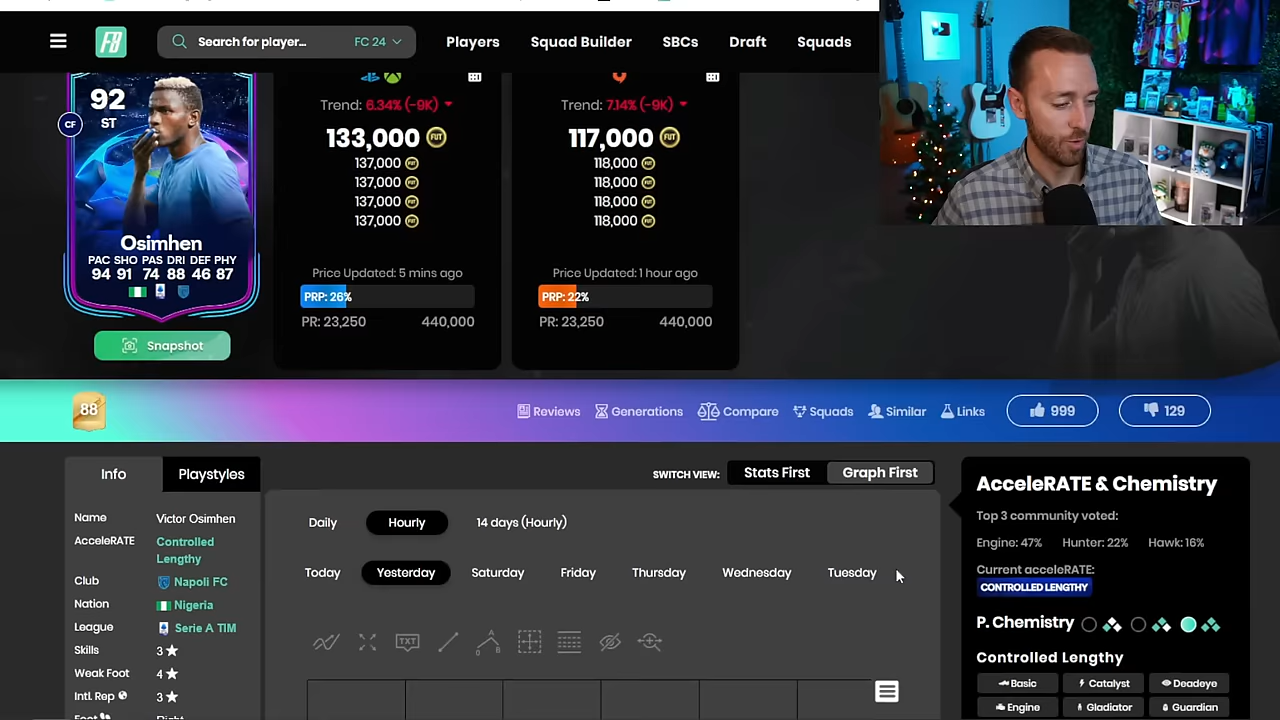 FB
Search for player...
FC 24
Players
Squad Builder
SBCs
Draft
Squads
92
ST
CF
Osimhen
PAC SHO PAS DRI DEF PHY
94 91 74 88 46 87
Snapshot
Trend: 6.34% (-9K)
133,000 FUT
137,000
137,000
137,000
137,000
Price Updated: 5 mins ago
PRP: 26%
PR: 23,250
440,000
Trend: 7.14% (-9K)
117,000 FUT
118,000
118,000
118,000
118,000
Price Updated: 1 hour ago
PRP: 22%
PR: 23,250
440,000
88
Reviews
Generations
Compare
Squads
Similar
Links
999
129
Info
Playstyles
SWITCH VIEW:
Stats First
Graph First
Name
Victor Osimhen
AcceleRATE
Controlled
Lengthy
Club
Napoli FC
Nation
Nigeria
League
Serie A TIM
Skills
3
Weak Foot
4
Intl. Rep
3
Foot
Right
Daily
Hourly
14 days (Hourly)
Today
Yesterday
Saturday
Friday
Thursday
Wednesday
Tuesday
TXT
AcceleRATE & Chemistry
Top 3 community voted:
Engine: 47%
Hunter: 22%
Hawk: 16%
Current acceleRATE:
CONTROLLED LENGTHY
P. Chemistry
Controlled Lengthy
Basic
Catalyst
Deadeye
Engine
Gladiator
Guardian